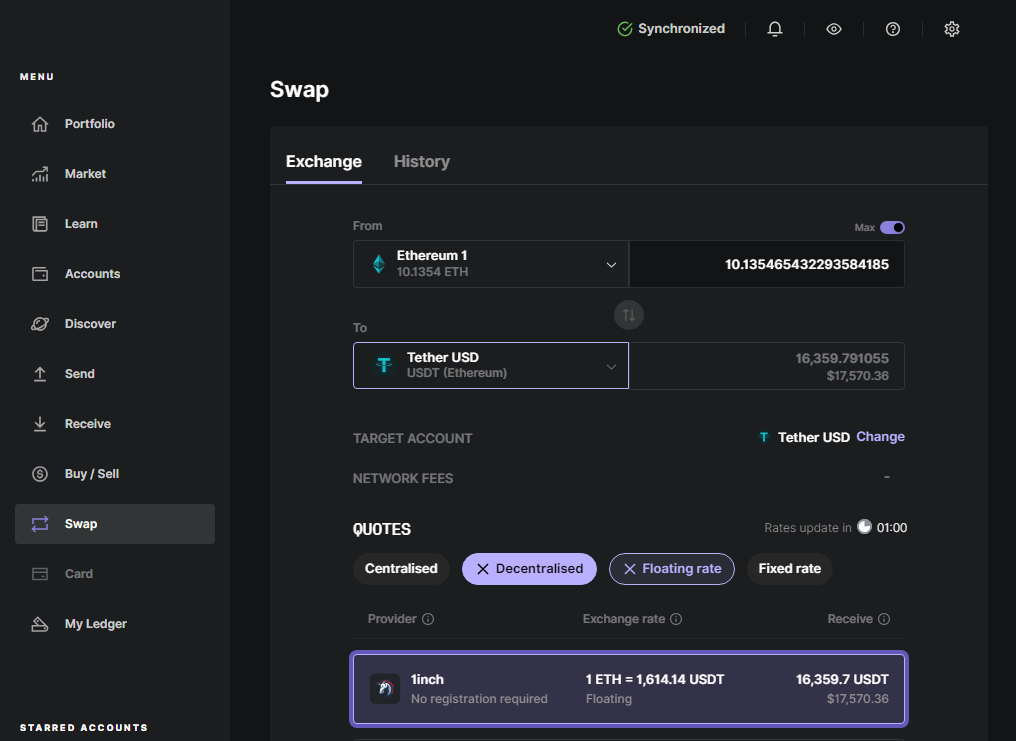 Synchronized
MENU
Portfolio
Market
Learn
Accounts
Discover
Send
Receive
Buy / Sell
Swap
Card
My Ledger
STARRED ACCOUNTS
Swap
Exchange History
From Max
Ethereum 1
10.1354 ETH
10.135465432293584185
To
Tether USD
USDT (Ethereum)
16,359.791055
$17,570.36
TARGET ACCOUNT Tether USD Change
NETWORK FEES -
QUOTES Rates update in 01:00
Centralised Decentralised Floating rate Fixed rate
Provider Exchange rate Receive
1inch 1 ETH = 1,614.14 USDT 16,359.7 USDT
No registration required Floating $17,570.36